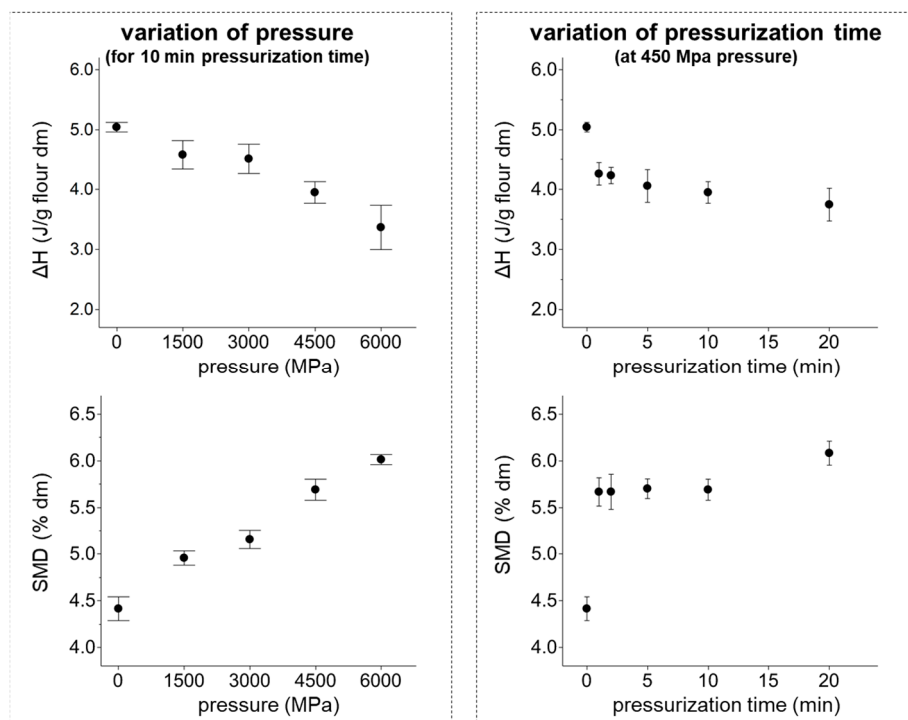 variation of pressure
(for 10 min pressurization time)
6.0
5.0
4.0
3.0
2.0
ΔH (J/g flour dm)
0 1500 3000 4500 6000
pressure (MPa)
6.5
6.0
5.5
5.0
4.5
4.0
SMD (% dm)
0 1500 3000 4500 6000
pressure (MPa)
variation of pressurization time
(at 450 Mpa pressure)
6.0
5.0
4.0
3.0
2.0
ΔH (J/g flour dm)
0 5 10 15 20
pressurization time (min)
6.5
6.0
5.5
5.0
4.5
4.0
SMD (% dm)
0 5 10 15 20
pressurization time (min)